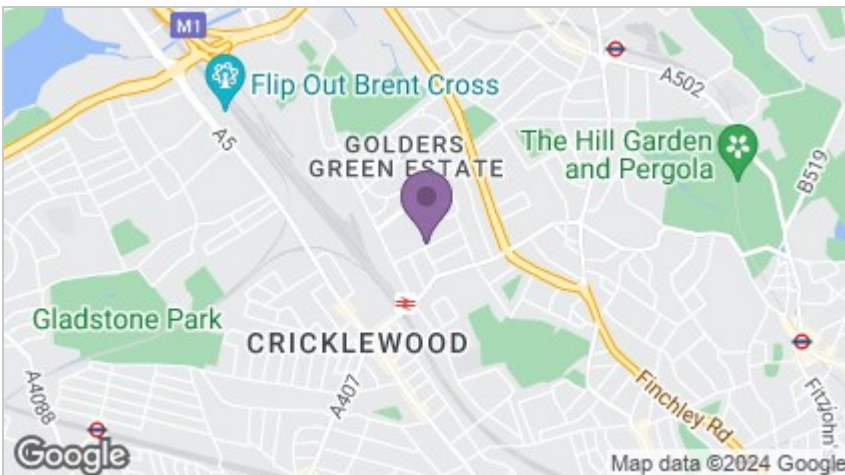 M1
Flip Out Brent Cross
A502
A5
GOLDERS
GREEN ESTATE
The Hill Garden
and Pergola
B519
Gladstone Park
CRICKLEWOOD
A4088
A407
Finchley Rd
Fitzjohn'
Google
Map data ©2024 Google